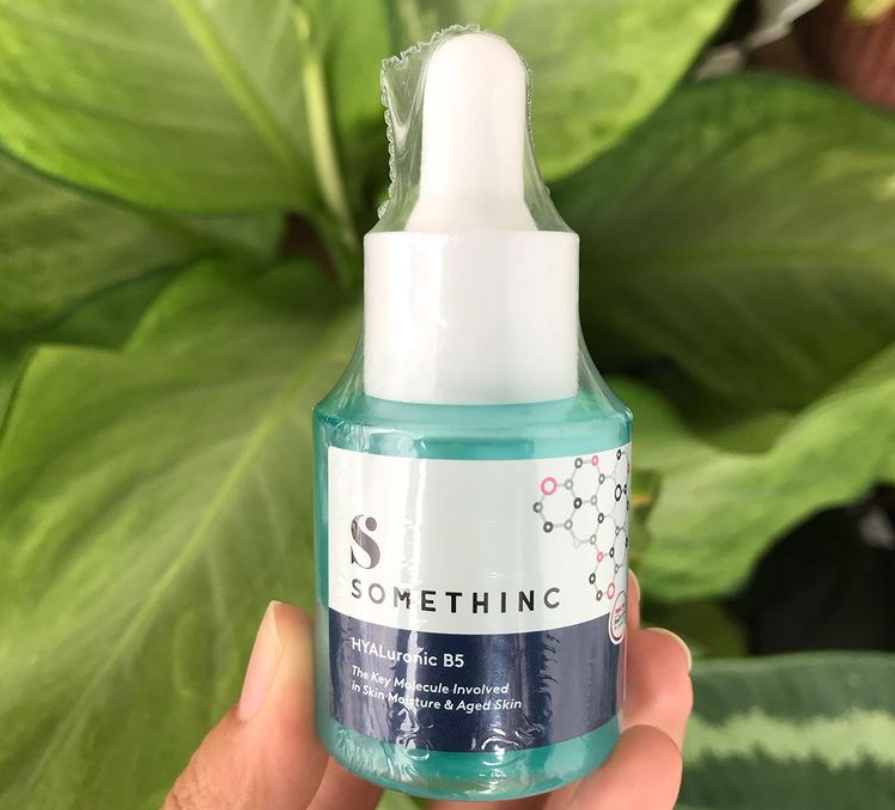 S
SOMETHINC
HYALuronic B5
The Key Molecule Involved
in Skin Moisture & Aged Skin